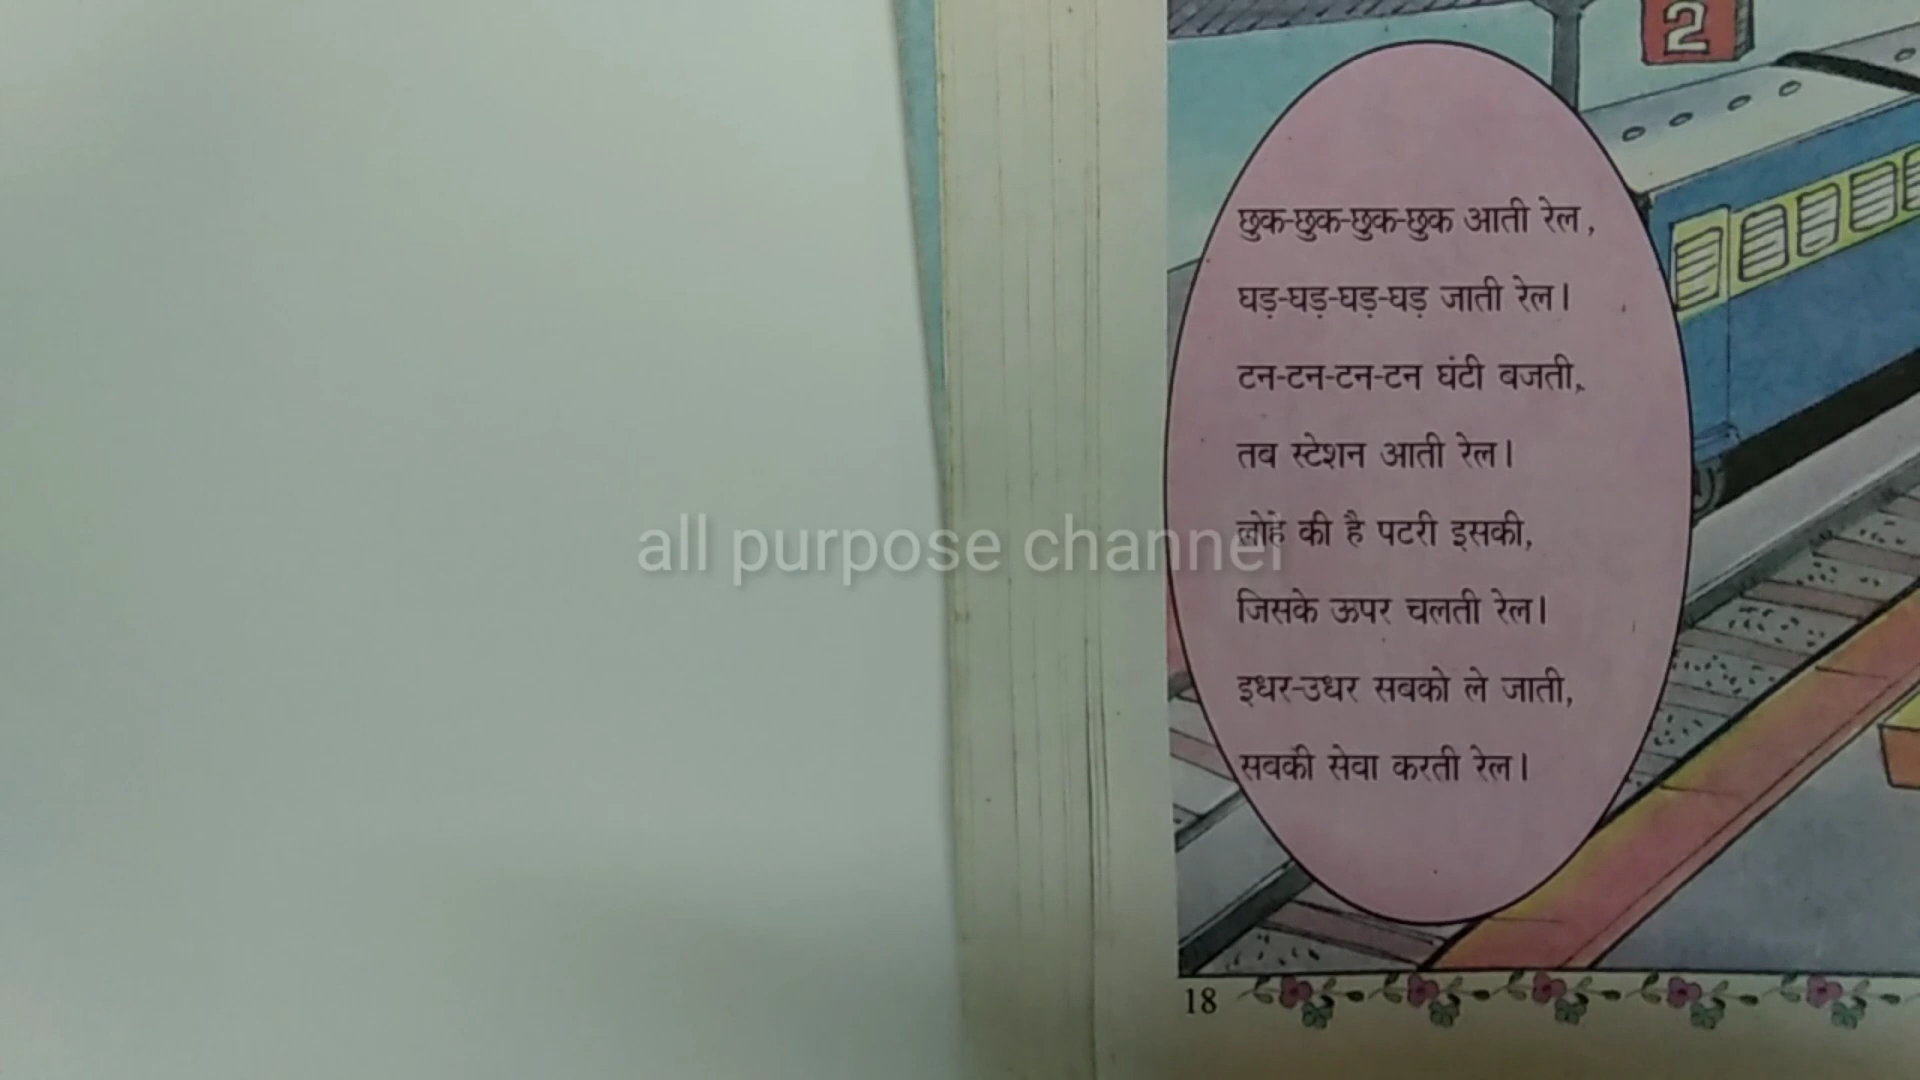 2
छुक-छुक-छुक-छुक आती रेल,
घड़-घड़-घड़-घड़ जाती रेल।
टन-टन-टन-टन घंटी बजती,
तब स्टेशन आती रेल।
लोहे की है पटरी इसकी,
जिसके ऊपर चलती रेल।
इधर-उधर सबको ले जाती,
सबकी सेवा करती रेल।
18
all purpose channel